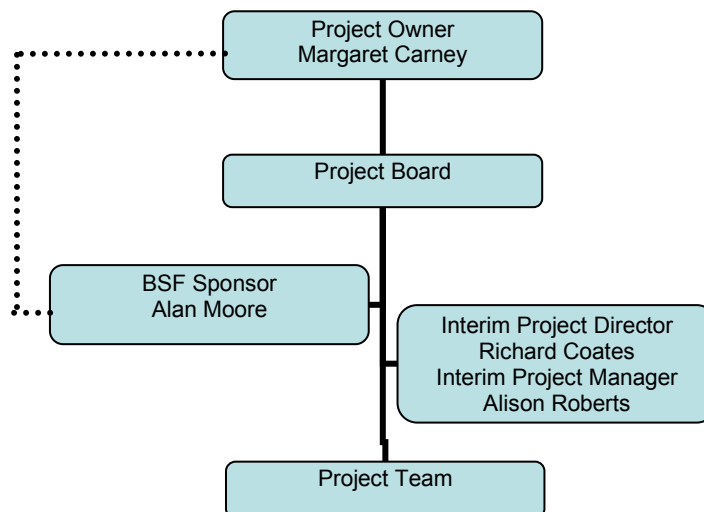 Project Owner
Margaret Carney
Project Board
BSF Sponsor
Alan Moore
Interim Project Director
Richard Coates
Interim Project Manager
Alison Roberts
Project Team